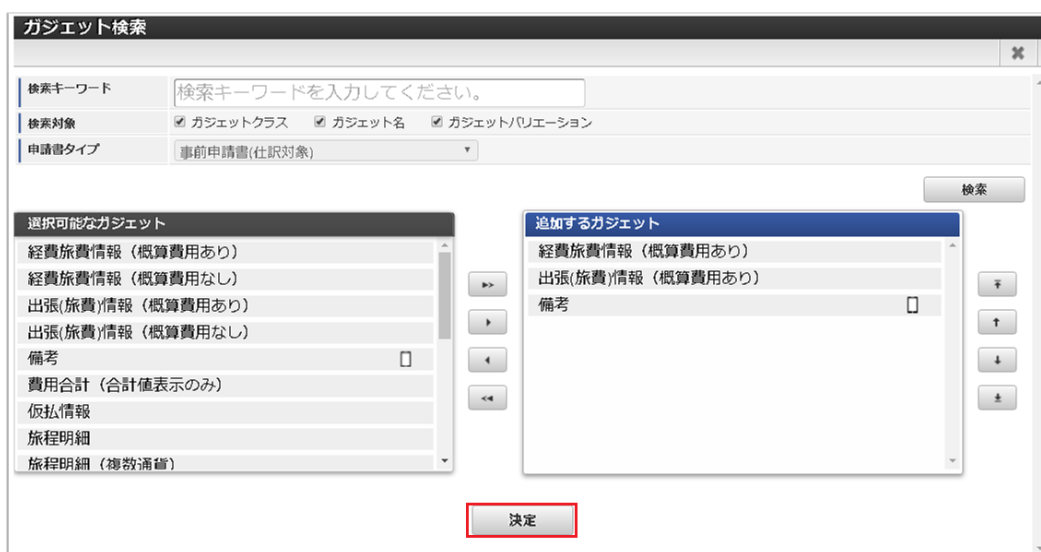 ガジェット検索
検索キーワード
検索キーワードを入力してください。
検索対象
ガジェットクラス ガジェット名 ガジェットバリエーション
申請書タイプ
事前申請書(仕訳対象)
検索
選択可能なガジェット
経費旅費情報（概算費用あり）
経費旅費情報（概算費用なし）
出張(旅費)情報（概算費用あり）
出張(旅費)情報（概算費用なし）
備考
費用合計（合計値表示のみ）
仮払情報
旅程明細
旅程明細（複数通貨）
追加するガジェット
経費旅費情報（概算費用あり）
出張(旅費)情報（概算費用あり）
備考
決定